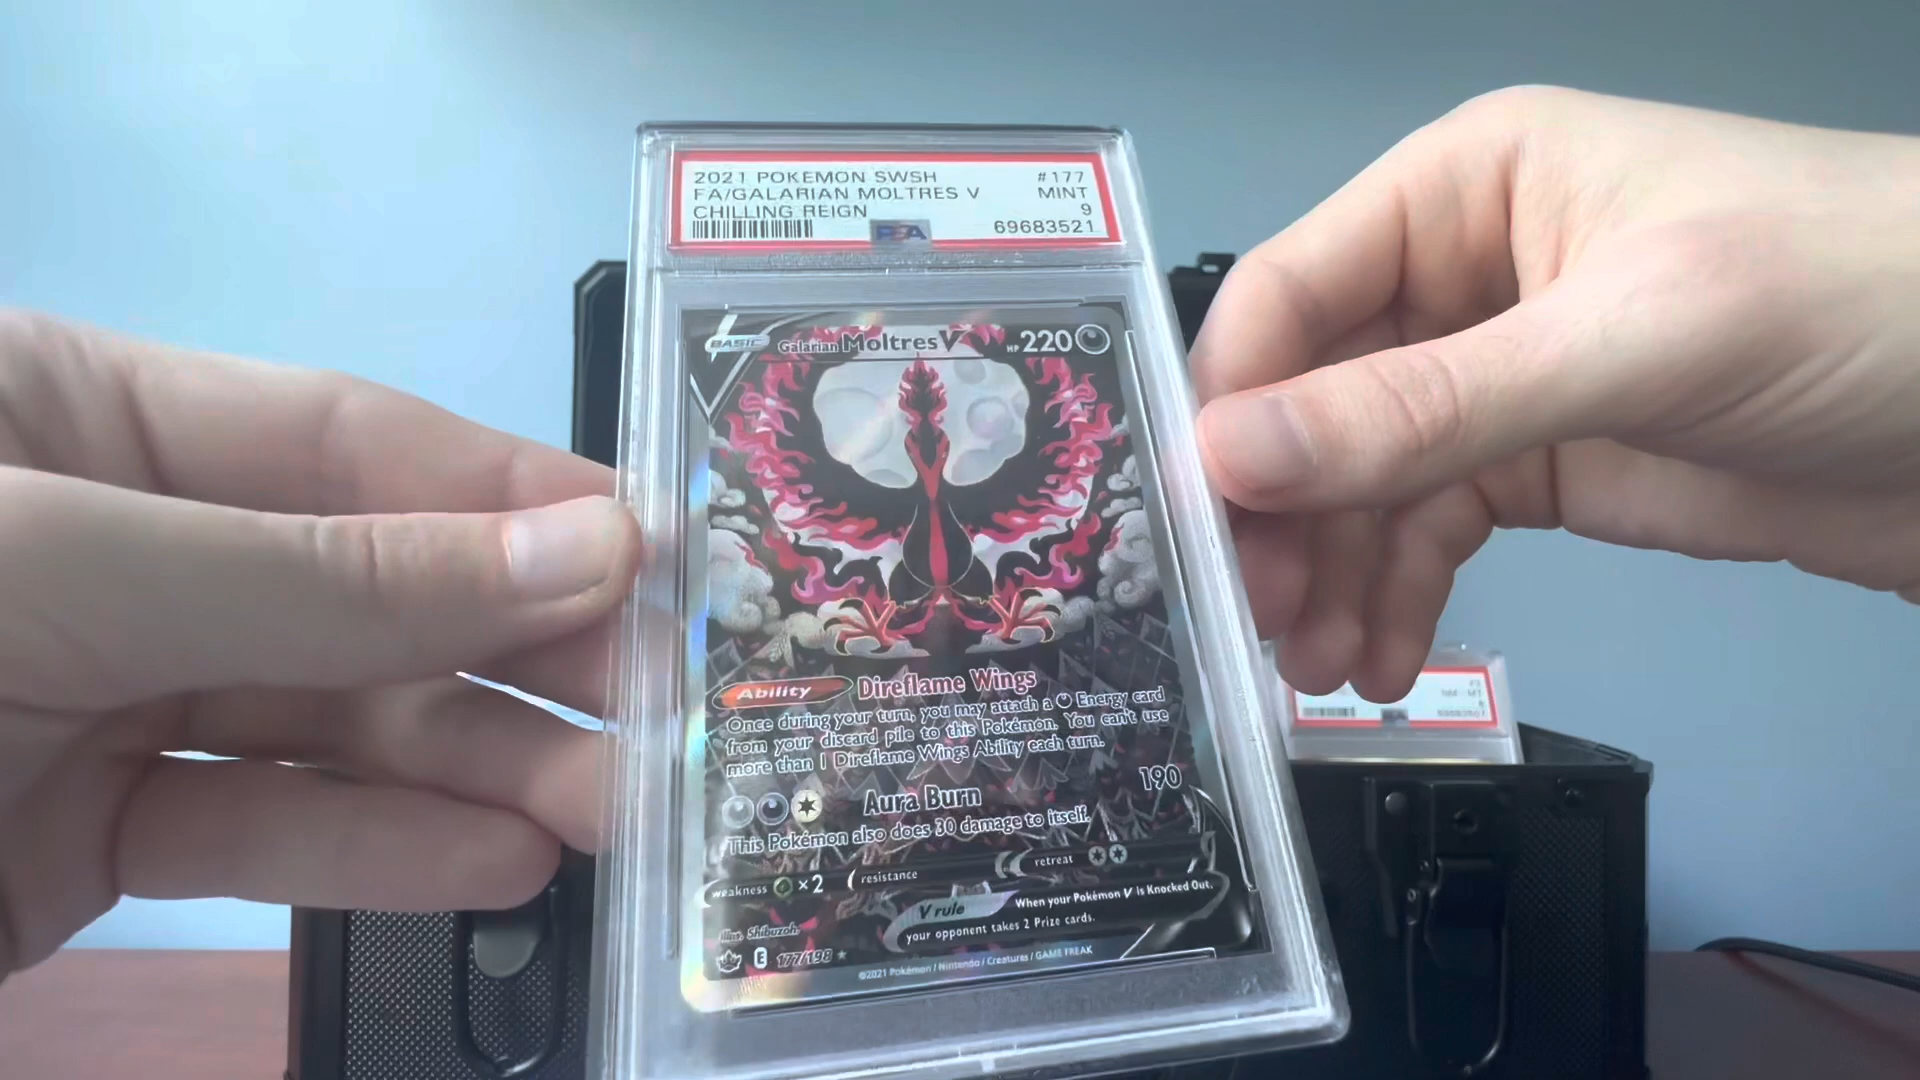 2021 POKEMON SWSH #177
FA/GALARIAN MOLTRES V MINT
CHILLING REIGN 9
PSA 69683521
BASIC Galarian Moltres V HP 220
Ability Direflame Wings
Once during your turn, you may attach a Energy card
from your discard pile to this Pokémon. You can't use
more than 1 Direflame Wings Ability each turn.
Aura Burn 190
This Pokémon also does 30 damage to itself.
weakness ×2 resistance retreat
V rule When your Pokémon V is Knocked Out,
your opponent takes 2 Prize cards.
Illus. Shibuzoh.
E 177/198
©2021 Pokémon / Nintendo / Creatures / GAME FREAK